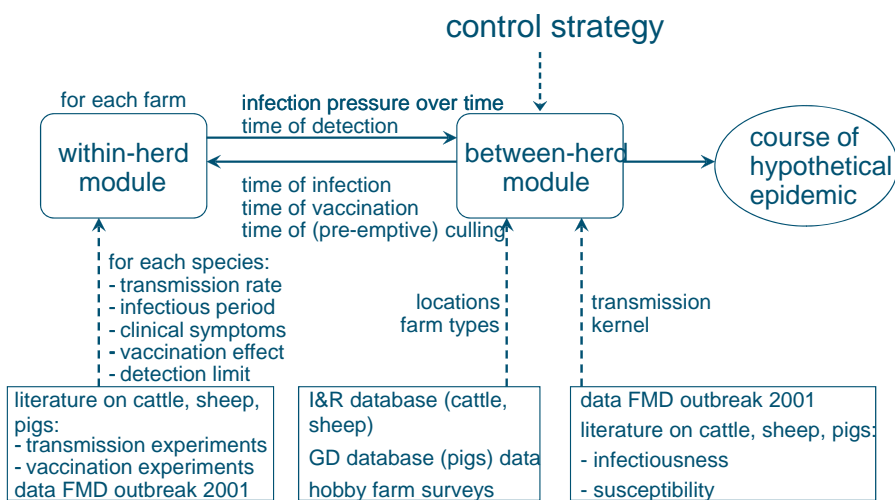 control strategy
for each farm
infection pressure over time
time of detection
within-herd
module
between-herd
module
course of
hypothetical
epidemic
time of infection
time of vaccination
time of (pre-emptive) culling
for each species:
- transmission rate
- infectious period
- clinical symptoms
- vaccination effect
- detection limit
locations
farm types
transmission
kernel
literature on cattle, sheep,
pigs:
- transmission experiments
- vaccination experiments
data FMD outbreak 2001
I&R database (cattle,
sheep)
GD database (pigs) data
hobby farm surveys
data FMD outbreak 2001
literature on cattle, sheep, pigs:
- infectiousness
- susceptibility